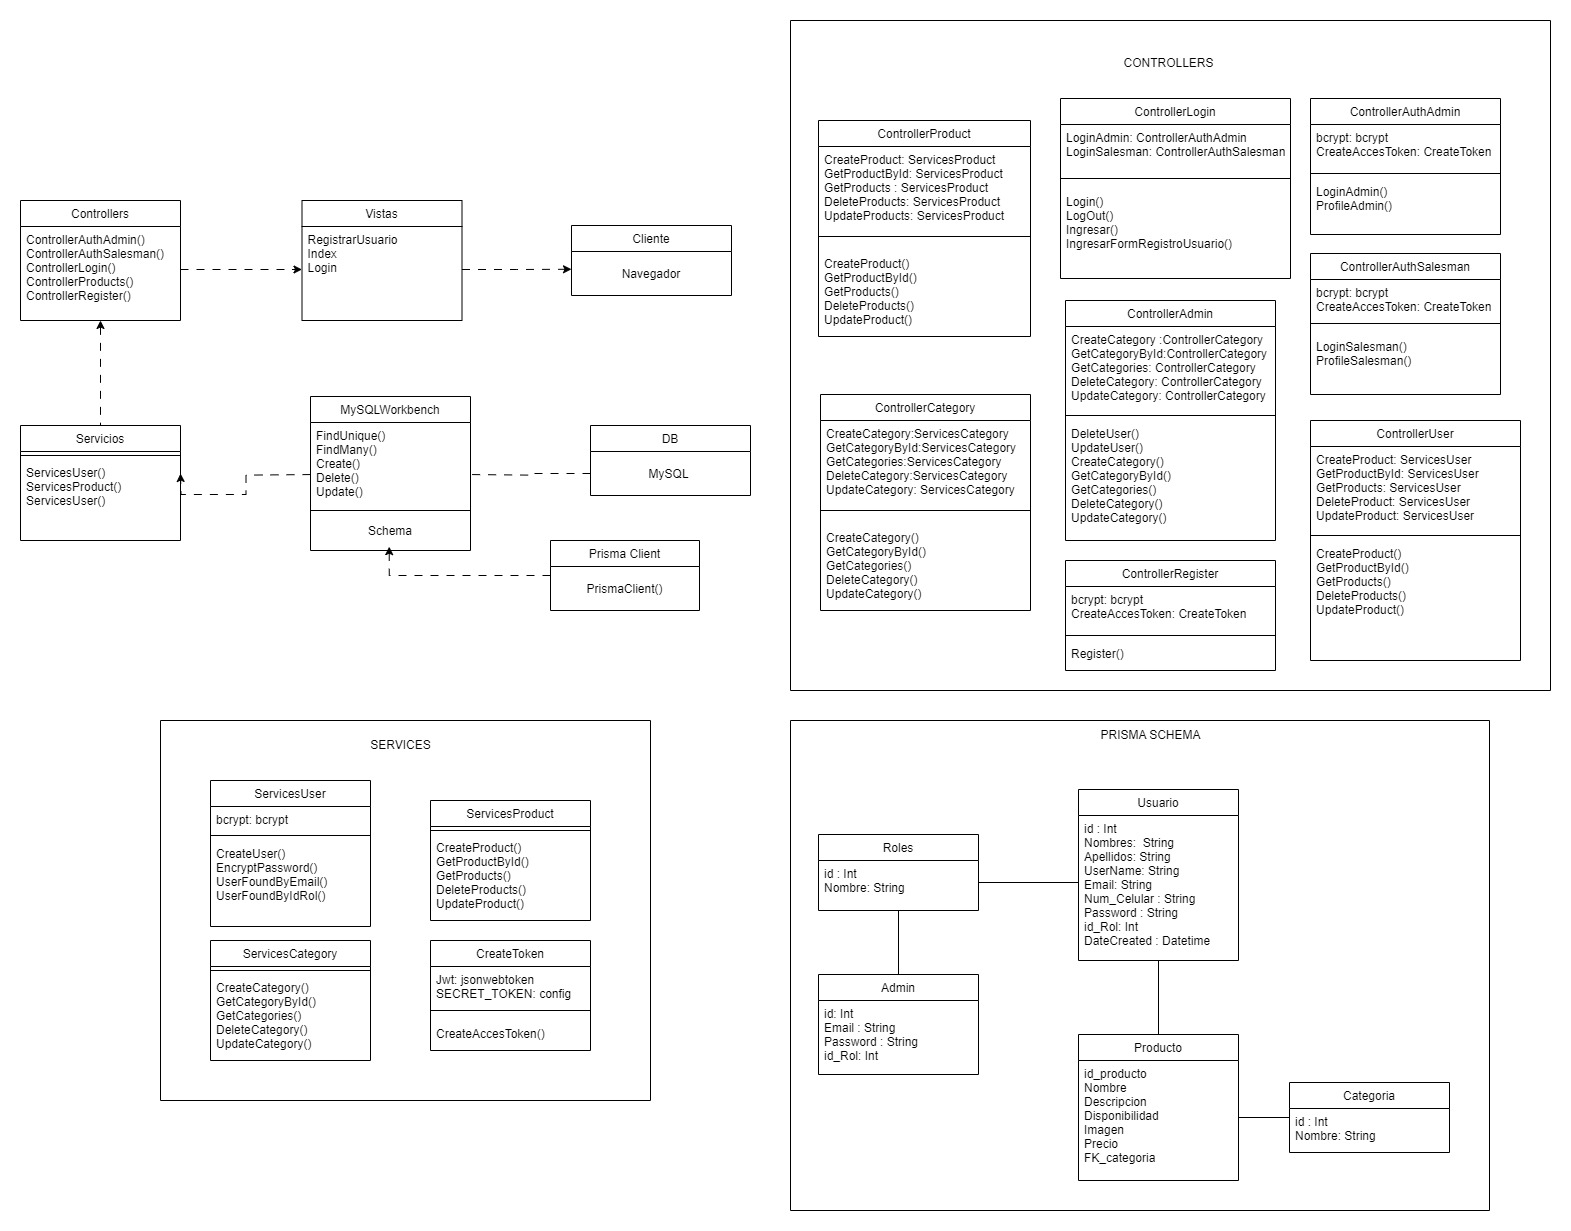 Controllers
ControllerAuthAdmin()
ControllerAuthSalesman()
ControllerLogin()
ControllerProducts()
ControllerRegister()
Vistas
RegistrarUsuario
Index
Login
Cliente
Navegador
Servicios
ServicesUser()
ServicesProduct()
ServicesUser()
MySQLWorkbench
FindUnique()
FindMany()
Create()
Delete()
Update()
Schema
DB
MySQL
Prisma Client
PrismaClient()
CONTROLLERS
ControllerProduct
CreateProduct: ServicesProduct
GetProductById: ServicesProduct
GetProducts : ServicesProduct
DeleteProducts: ServicesProduct
UpdateProducts: ServicesProduct
CreateProduct()
GetProductById()
GetProducts()
DeleteProducts()
UpdateProduct()
ControllerLogin
LoginAdmin: ControllerAuthAdmin
LoginSalesman: ControllerAuthSalesman
Login()
LogOut()
Ingresar()
IngresarFormRegistroUsuario()
ControllerAuthAdmin
bcrypt: bcrypt
CreateAccesToken: CreateToken
LoginAdmin()
ProfileAdmin()
ControllerAuthSalesman
bcrypt: bcrypt
CreateAccesToken: CreateToken
LoginSalesman()
ProfileSalesman()
ControllerAdmin
CreateCategory :ControllerCategory
GetCategoryById:ControllerCategory
GetCategories: ControllerCategory
DeleteCategory: ControllerCategory
UpdateCategory: ControllerCategory
DeleteUser()
UpdateUser()
CreateCategory()
GetCategoryById()
GetCategories()
DeleteCategory()
UpdateCategory()
ControllerCategory
CreateCategory:ServicesCategory
GetCategoryById:ServicesCategory
GetCategories:ServicesCategory
DeleteCategory:ServicesCategory
UpdateCategory: ServicesCategory
CreateCategory()
GetCategoryById()
GetCategories()
DeleteCategory()
UpdateCategory()
ControllerUser
CreateProduct: ServicesUser
GetProductById: ServicesUser
GetProducts: ServicesUser
DeleteProduct: ServicesUser
UpdateProduct: ServicesUser
CreateProduct()
GetProductById()
GetProducts()
DeleteProducts()
UpdateProduct()
ControllerRegister
bcrypt: bcrypt
CreateAccesToken: CreateToken
Register()
SERVICES
ServicesUser
bcrypt: bcrypt
CreateUser()
EncryptPassword()
UserFoundByEmail()
UserFoundByIdRol()
ServicesProduct
CreateProduct()
GetProductById()
GetProducts()
DeleteProducts()
UpdateProduct()
ServicesCategory
CreateCategory()
GetCategoryById()
GetCategories()
DeleteCategory()
UpdateCategory()
CreateToken
Jwt: jsonwebtoken
SECRET_TOKEN: config
CreateAccesToken()
PRISMA SCHEMA
Roles
id : Int
Nombre: String
Usuario
id : Int
Nombres:  String
Apellidos: String
UserName: String
Email: String
Num_Celular : String
Password : String
id_Rol: Int
DateCreated : Datetime
Admin
id: Int
Email : String
Password : String
id_Rol: Int
Producto
id_producto
Nombre
Descripcion
Disponibilidad
Imagen
Precio
FK_categoria
Categoria
id : Int
Nombre: String